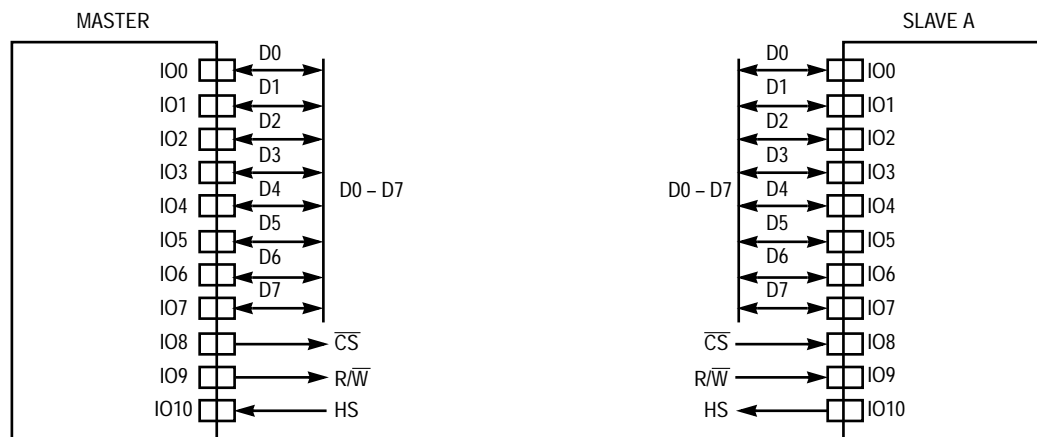 MASTER
SLAVE A
IO0 D0
IO1 D1
IO2 D2
IO3 D3
IO4 D4
IO5 D5
IO6 D6
IO7 D7
D0 – D7
IO8 C̅S̅
IO9 R/W̅
IO10 HS
D0 IO0
D1 IO1
D2 IO2
D3 IO3
D4 IO4
D5 IO5
D6 IO6
D7 IO7
D0 – D7
C̅S̅ IO8
R/W̅ IO9
HS IO10